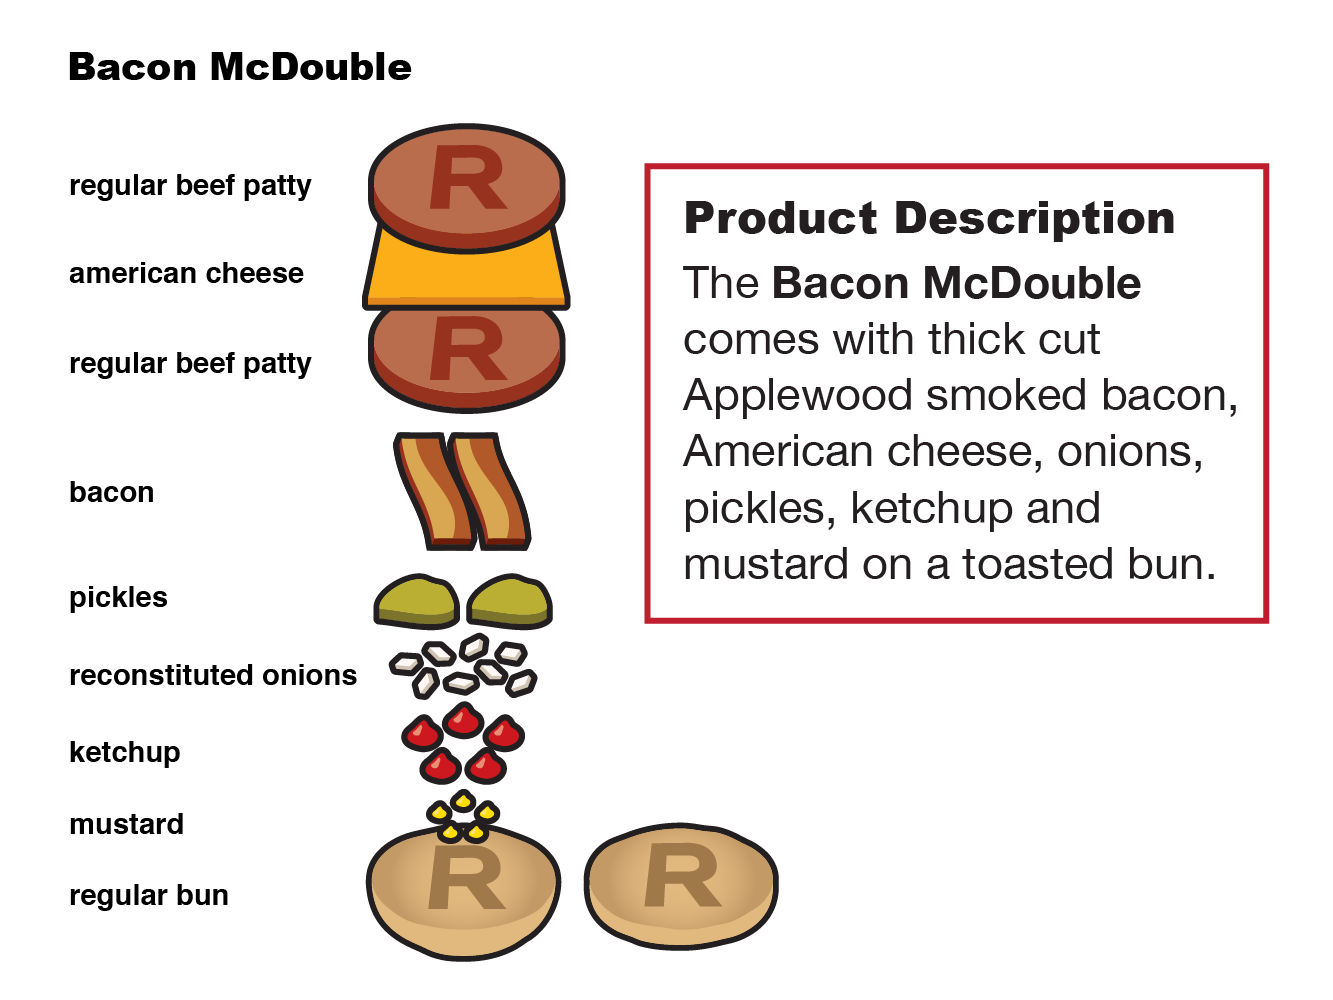 Bacon McDouble
regular beef patty
R
american cheese
regular beef patty
R
bacon
pickles
reconstituted onions
ketchup
mustard
regular bun
R
R
Product Description
The Bacon McDouble
comes with thick cut
Applewood smoked bacon,
American cheese, onions,
pickles, ketchup and
mustard on a toasted bun.